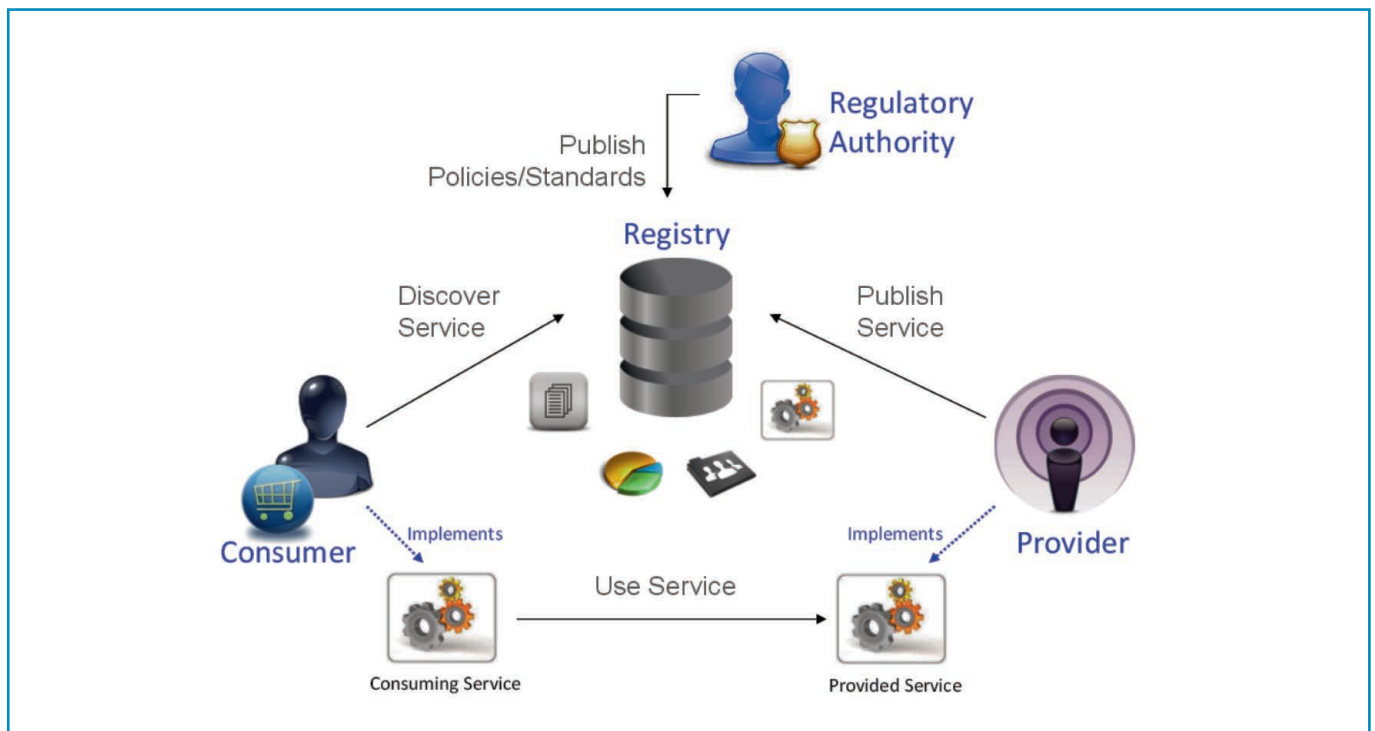 Regulatory
Authority
Publish
Policies/Standards
Registry
Discover
Service
Publish
Service
Consumer
Implements
Implements
Provider
Use Service
Consuming Service
Provided Service